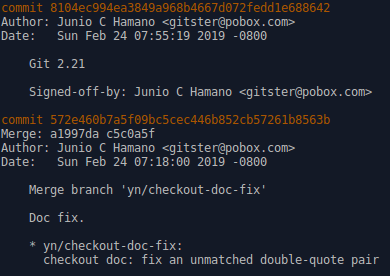 commit 8104ec994ea3849a968b4667d072fedd1e688642
Author: Junio C Hamano <gitster@pobox.com>
Date:   Sun Feb 24 07:55:19 2019 -0800

    Git 2.21

    Signed-off-by: Junio C Hamano <gitster@pobox.com>

commit 572e460b7a5f09bc5cec446b852cb57261b8563b
Merge: a1997da c5c0a5f
Author: Junio C Hamano <gitster@pobox.com>
Date:   Sun Feb 24 07:18:00 2019 -0800

    Merge branch 'yn/checkout-doc-fix'

    Doc fix.

    * yn/checkout-doc-fix:
      checkout doc: fix an unmatched double-quote pair